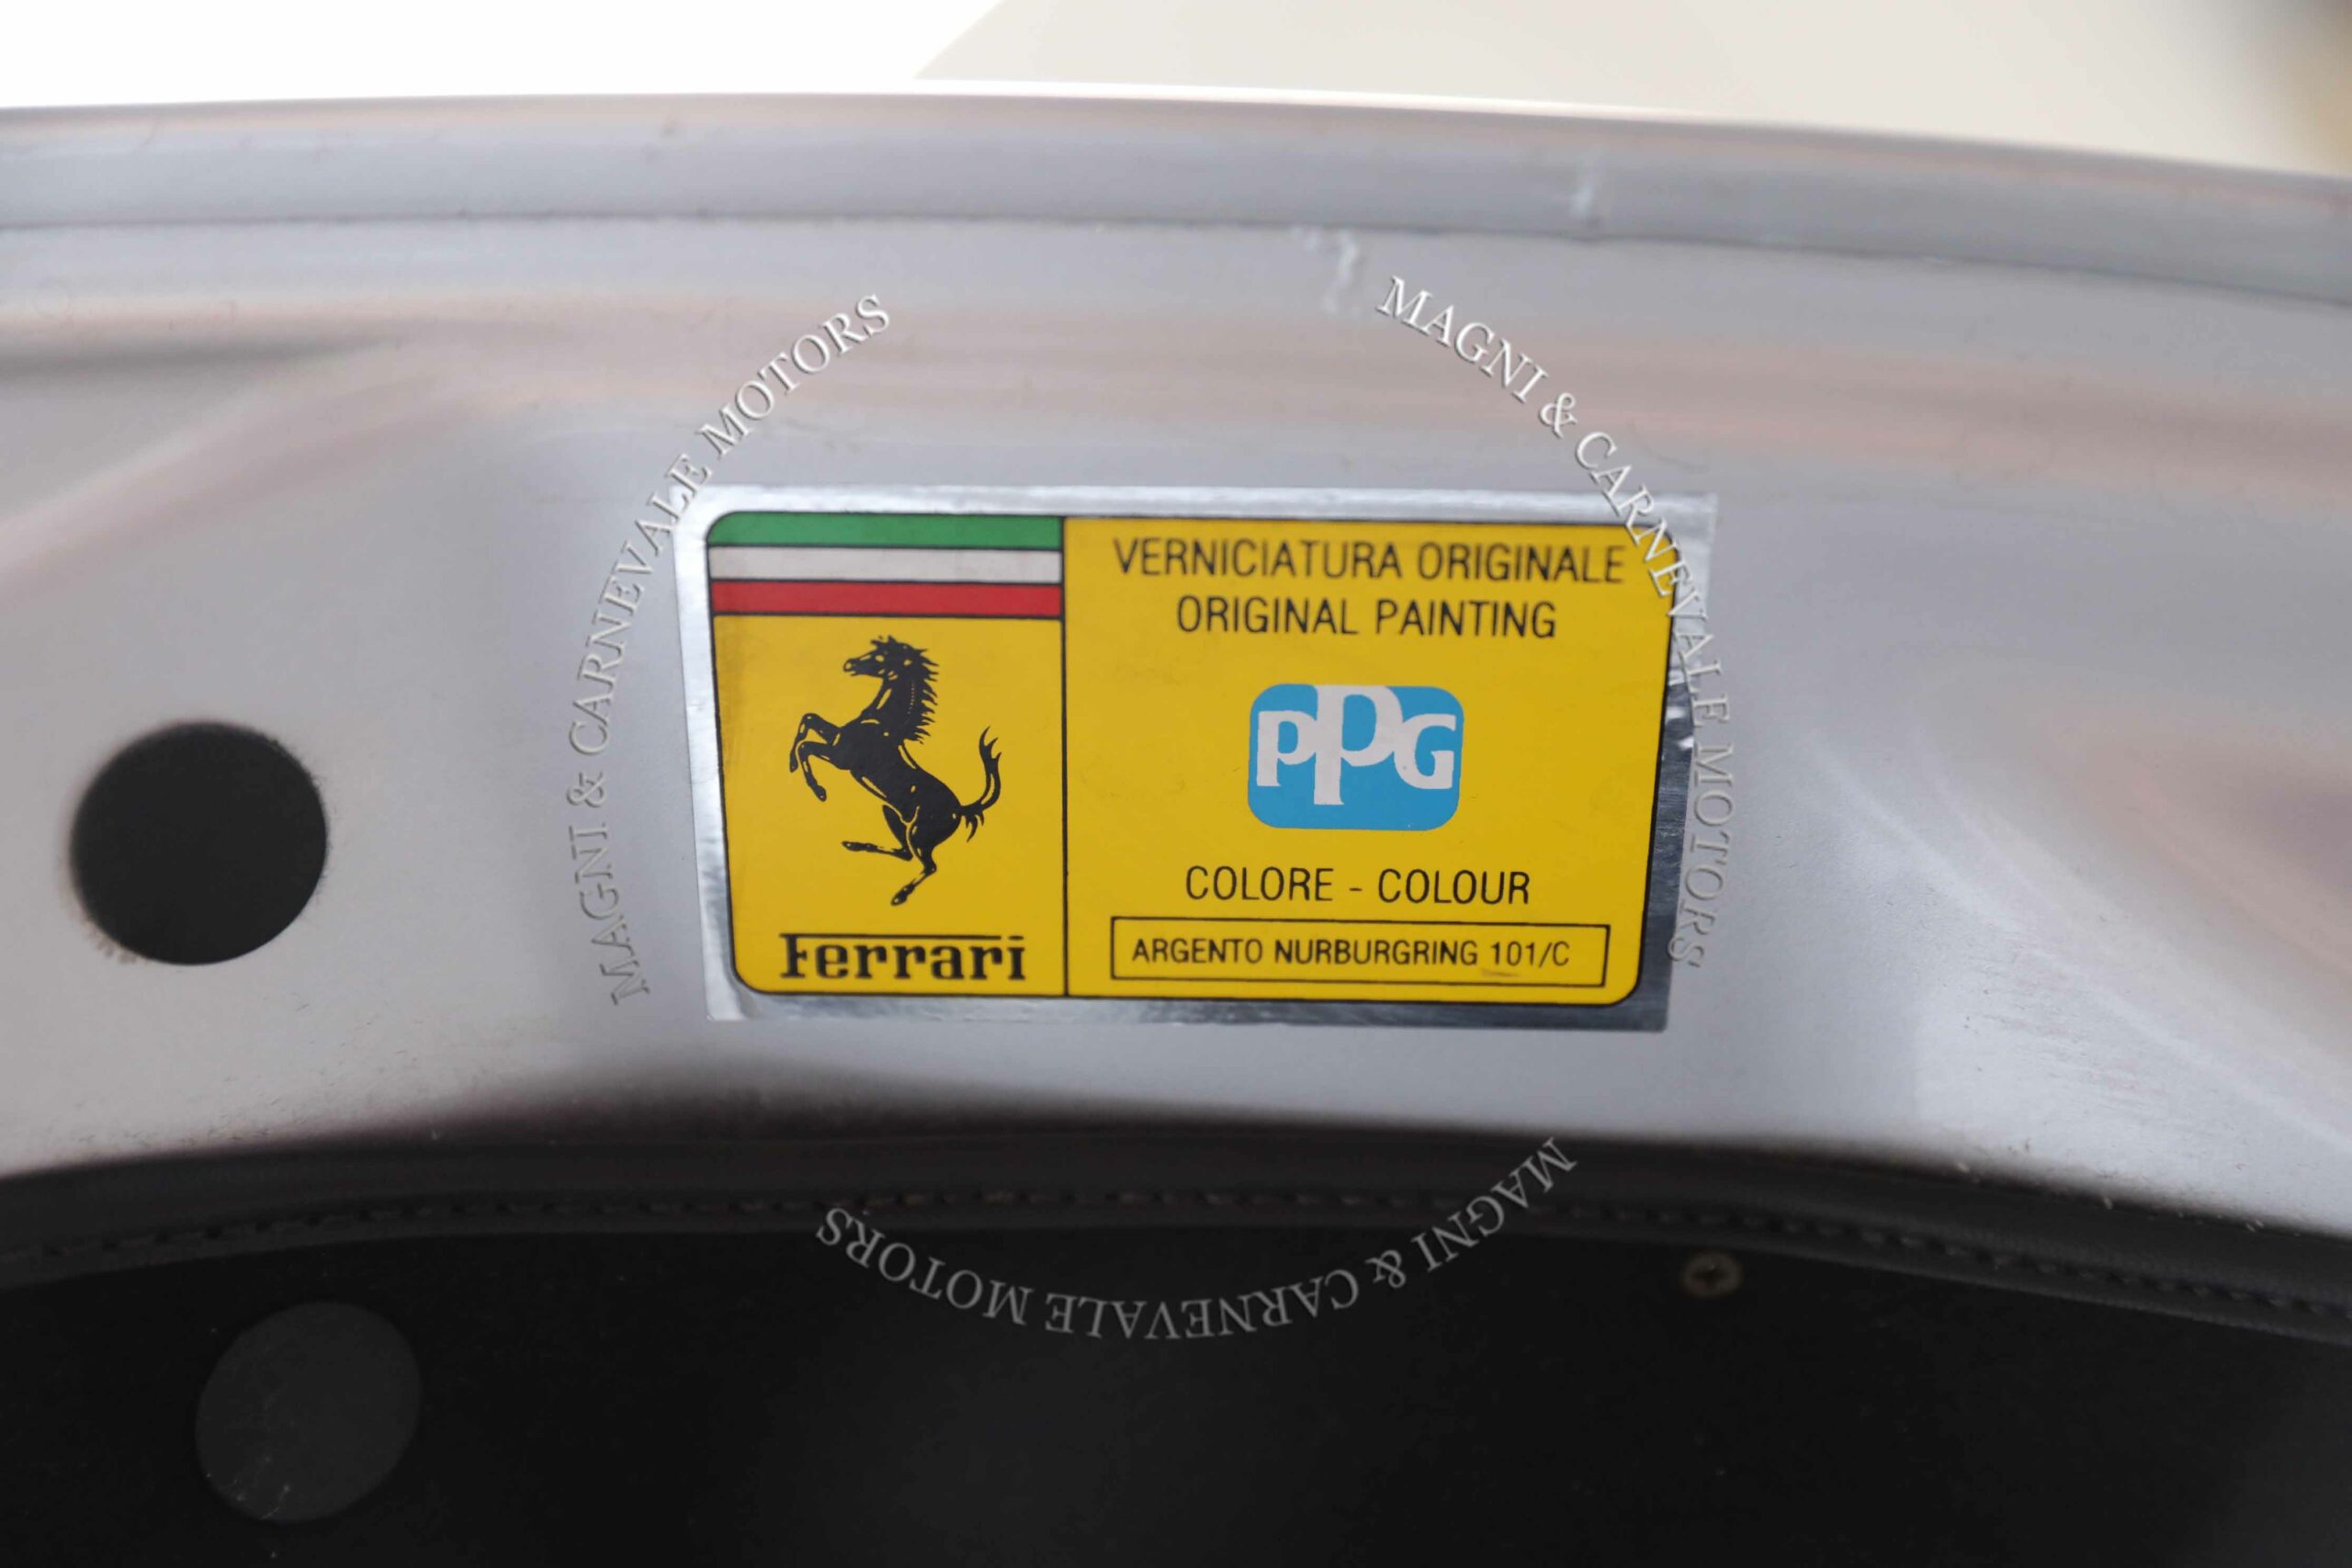 MAGNI & CARNEVALE MOTORS
MAGNI & CARNEVALE MOTORS
VERNICIATURA ORIGINALE
ORIGINAL PAINTING
PPG
COLORE - COLOUR
ARGENTO NURBURGRING 101/C
Ferrari
MAGNI & CARNEVALE MOTORS